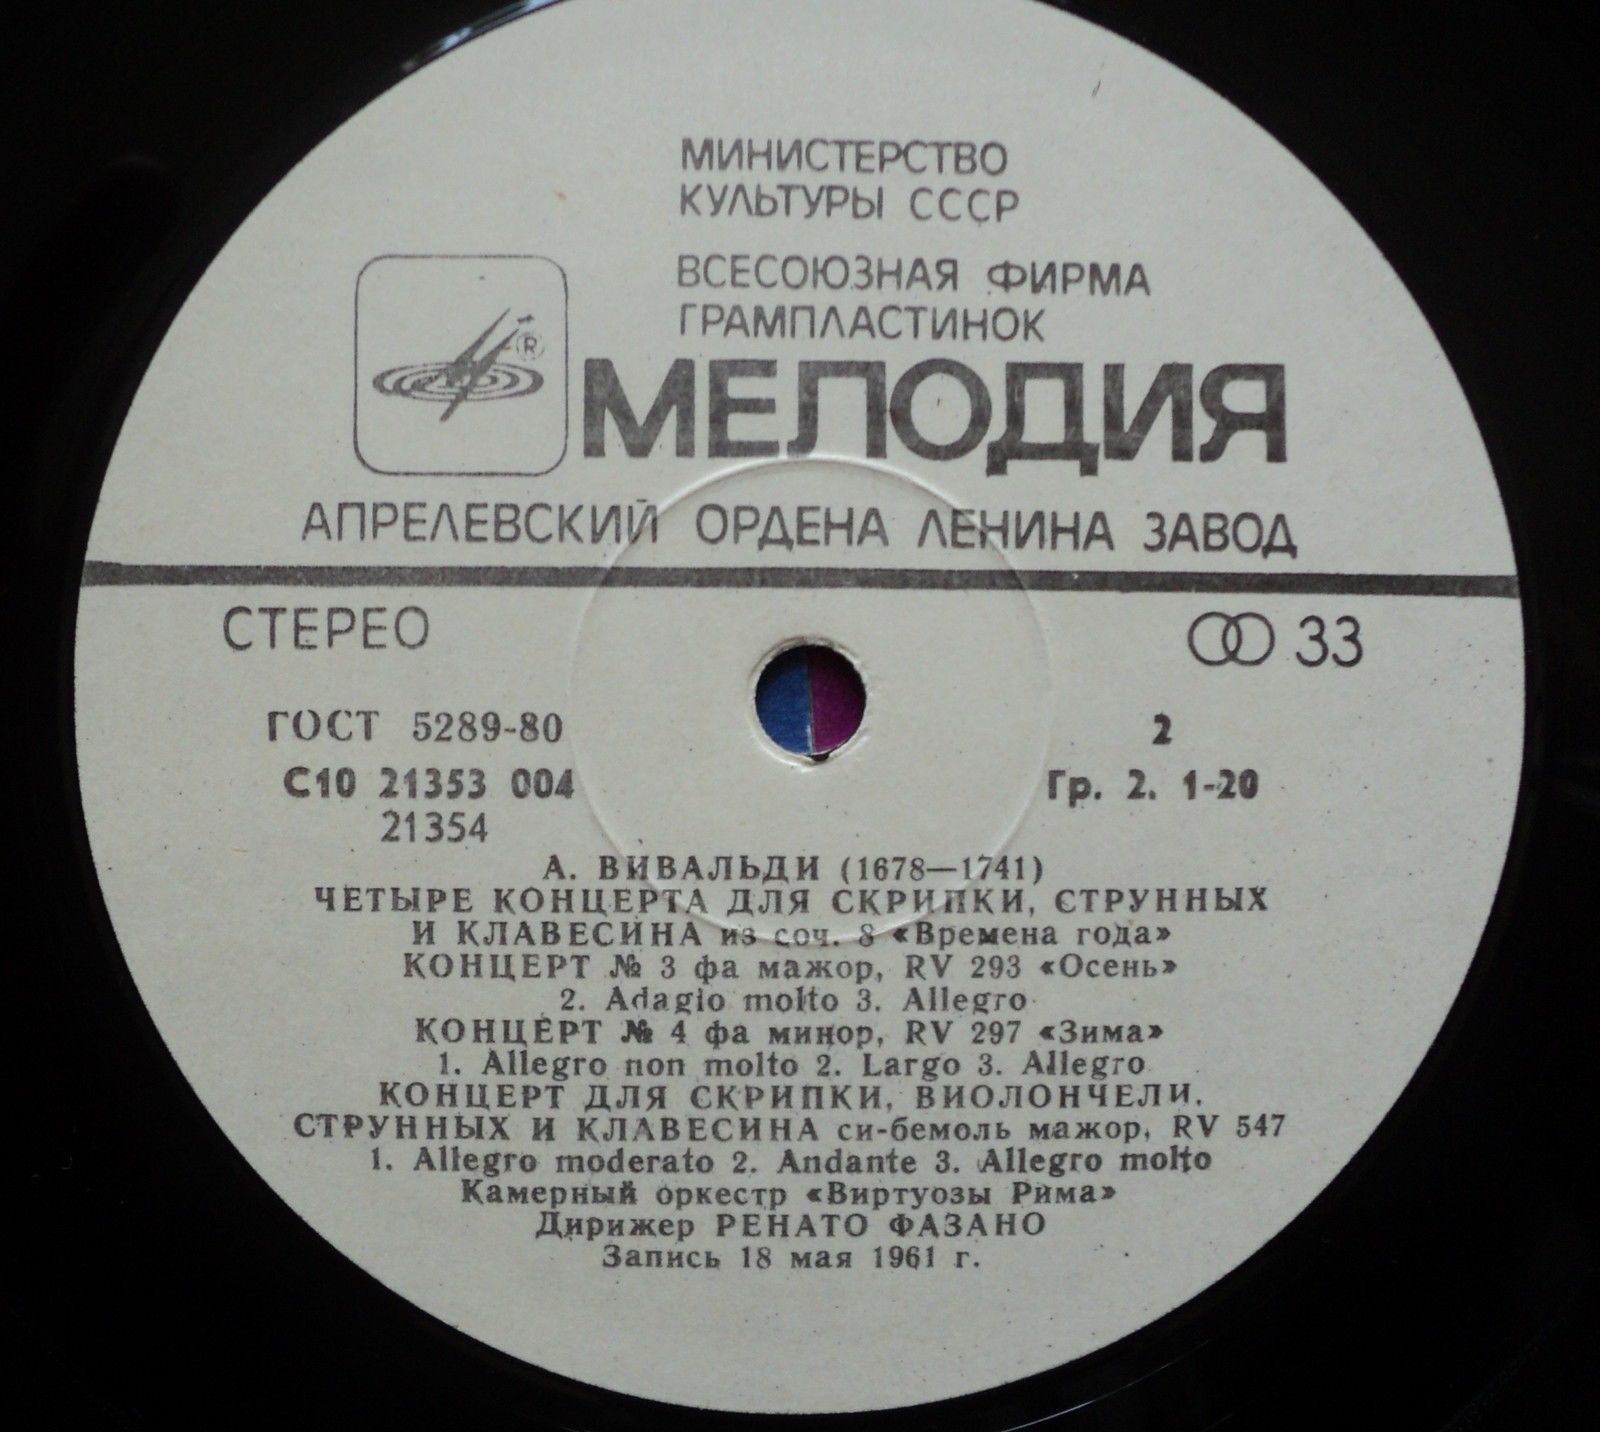 МИНИСТЕРСТВО
КУЛЬТУРЫ СССР
ВСЕСОЮЗНАЯ ФИРМА
ГРАМПЛАСТИНОК
®
МЕЛОДИЯ
АПРЕЛЕВСКИЙ ОРДЕНА ЛЕНИНА ЗАВОД
СТЕРЕО 33
ГОСТ 5289-80 2
С10 21353 004 Гр. 2. 1-20
21354
А. ВИВАЛЬДИ (1678—1741)
ЧЕТЫРЕ КОНЦЕРТА ДЛЯ СКРИПКИ, СТРУННЫХ
И КЛАВЕСИНА из соч. 8 «Времена года»
КОНЦЕРТ № 3 фа мажор, RV 293 «Осень»
2. Adagio molto 3. Allegro
КОНЦЕРТ № 4 фа минор, RV 297 «Зима»
1. Allegro non molto 2. Largo 3. Allegro
КОНЦЕРТ ДЛЯ СКРИПКИ, ВИОЛОНЧЕЛИ,
СТРУННЫХ И КЛАВЕСИНА си-бемоль мажор, RV 547
1. Allegro moderato 2. Andante 3. Allegro molto
Камерный оркестр «Виртуозы Рима»
Дирижер РЕНАТО ФАЗАНО
Запись 18 мая 1961 г.